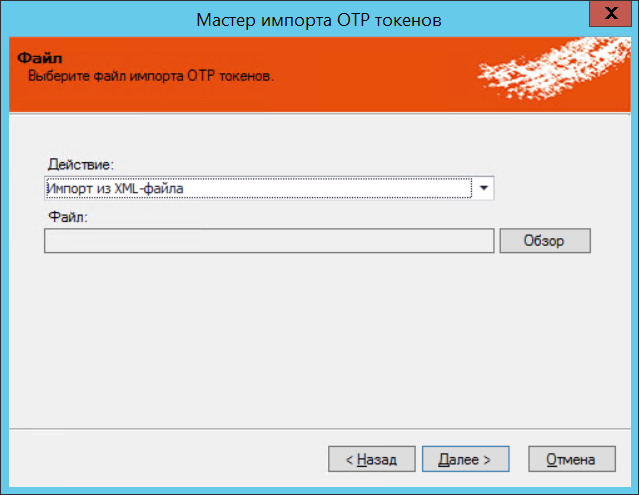 Мастер импорта OTP токенов
X
Файл
Выберите файл импорта OTP токенов.
Действие:
Импорт из XML-файла
Файл:
Обзор
< Назад
Далее >
Отмена